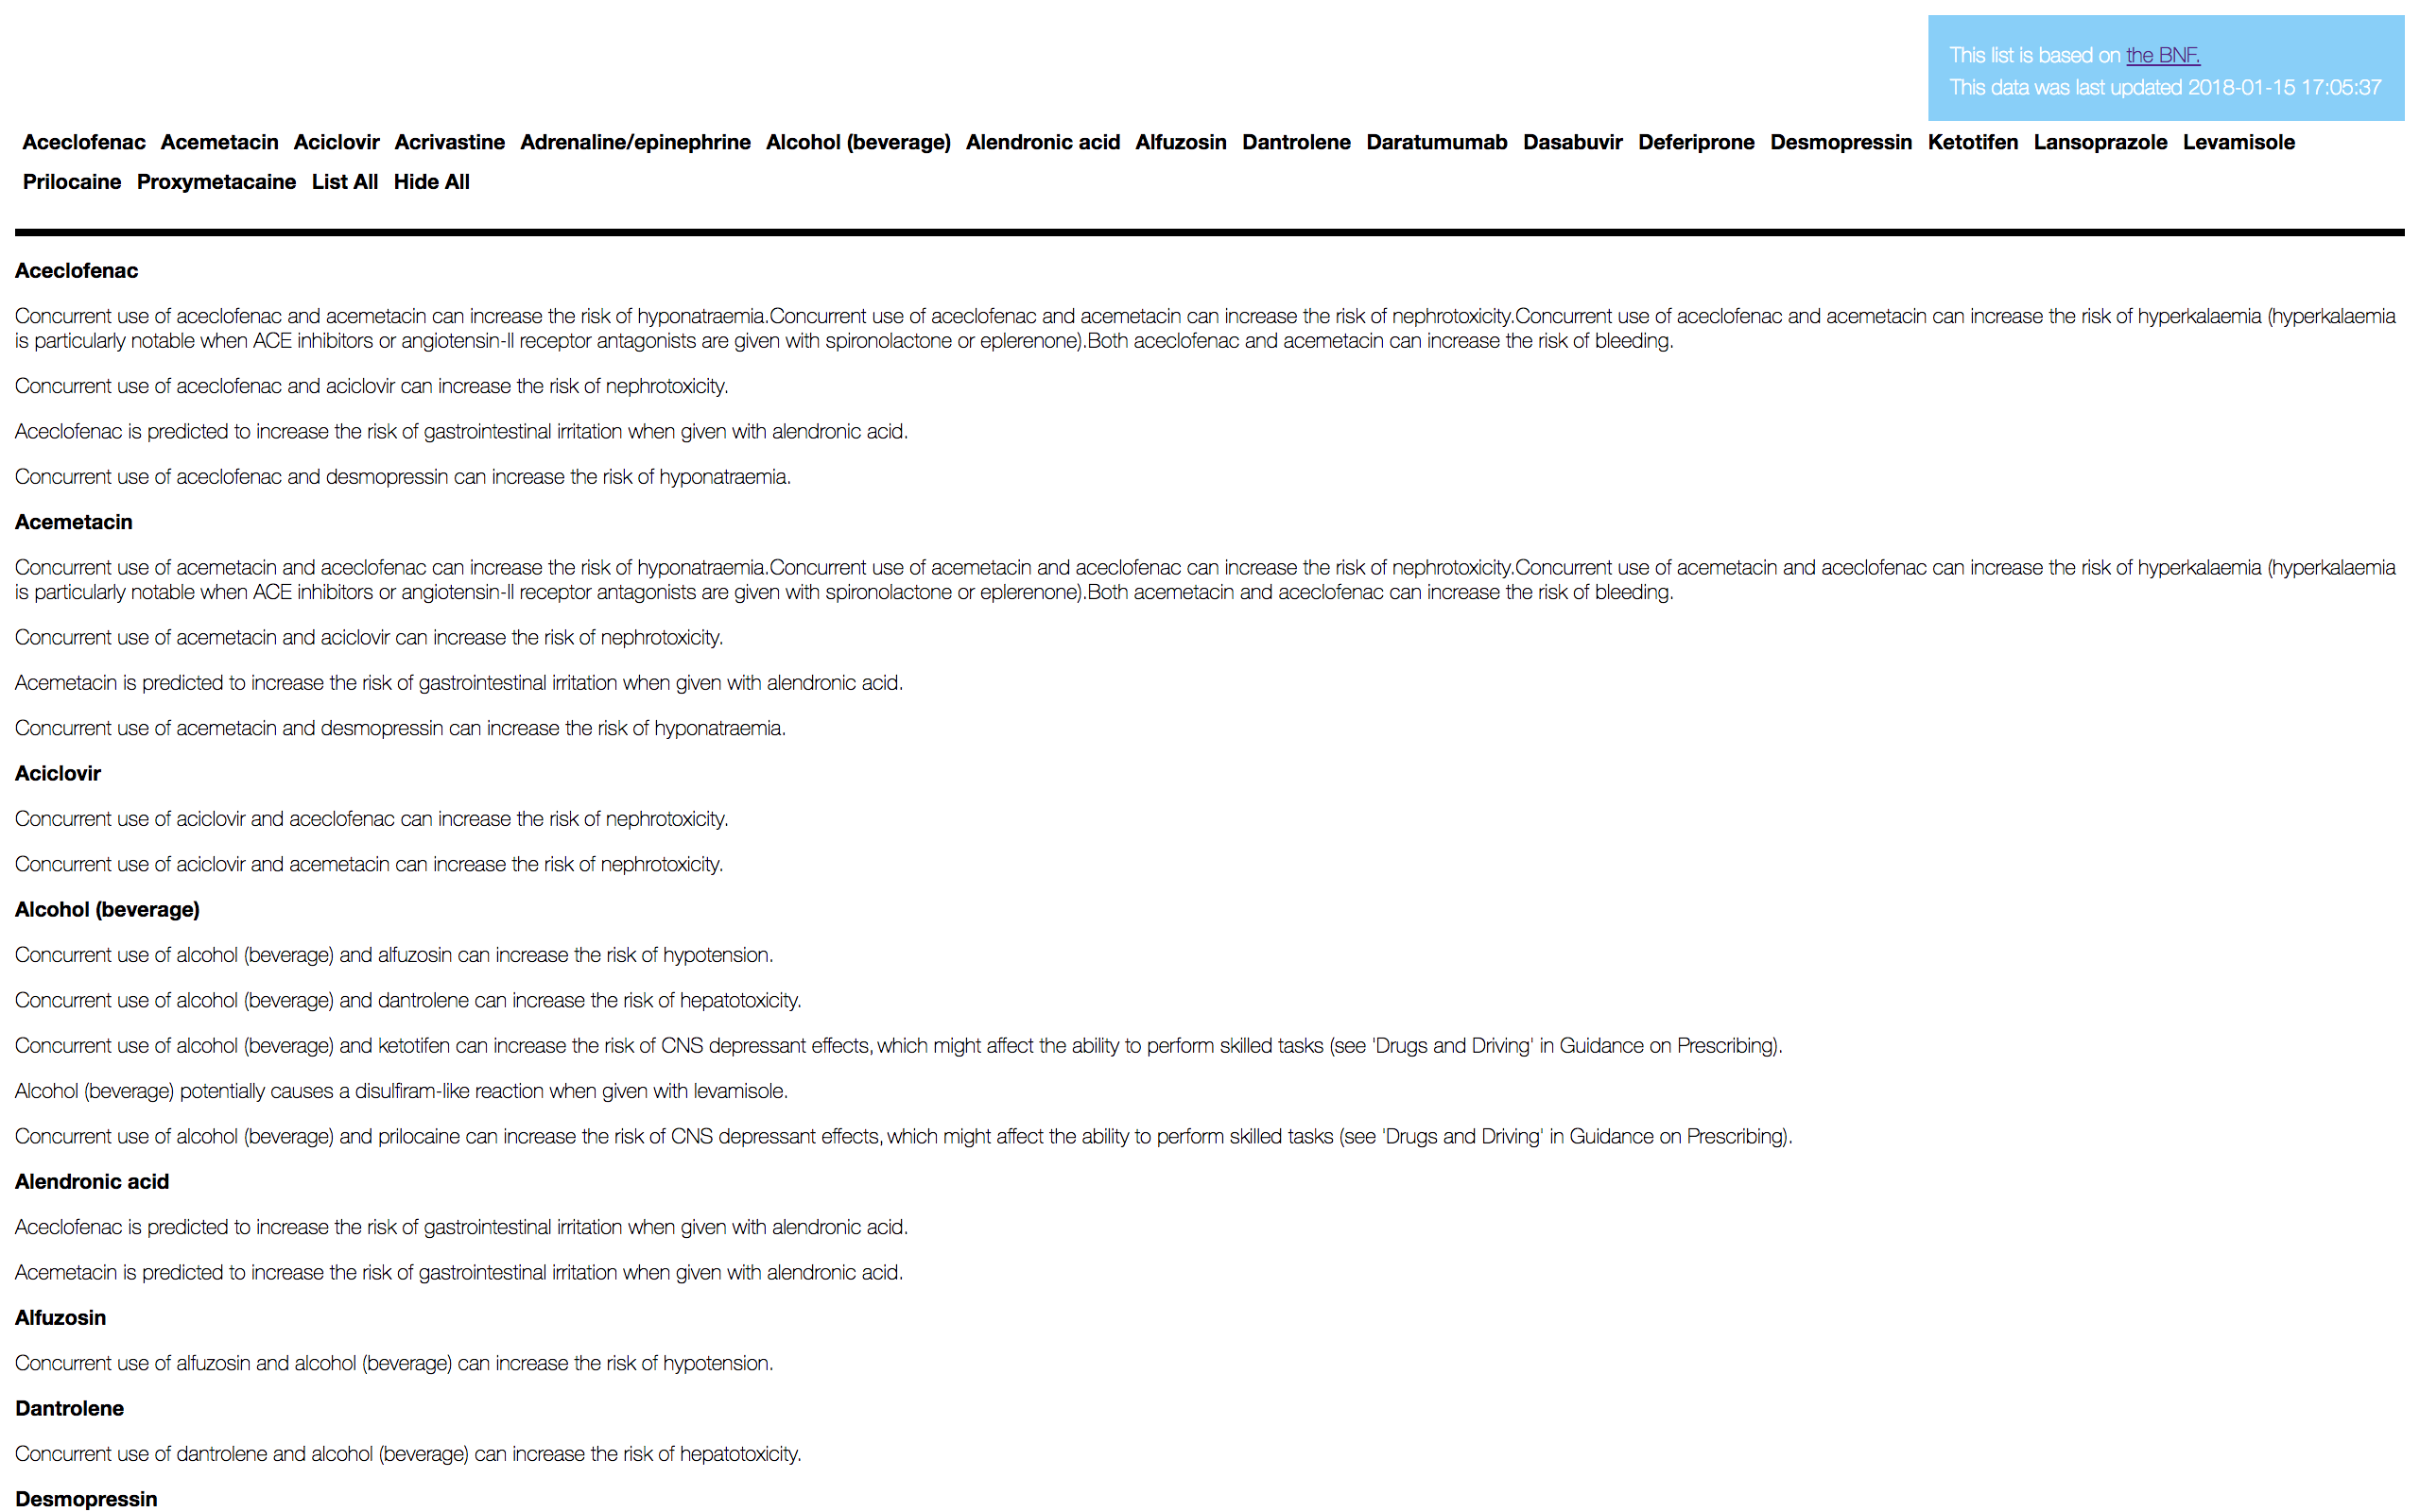 This list is based on the BNF.
This data was last updated 2018-01-15 17:05:37
Aceclofenac Acemetacin Aciclovir Acrivastine Adrenaline/epinephrine Alcohol (beverage) Alendronic acid Alfuzosin Dantrolene Daratumumab Dasabuvir Deferiprone Desmopressin Ketotifen Lansoprazole Levamisole
Prilocaine Proxymetacaine List All Hide All
Aceclofenac
Concurrent use of aceclofenac and acemetacin can increase the risk of hyponatraemia.Concurrent use of aceclofenac and acemetacin can increase the risk of nephrotoxicity.Concurrent use of aceclofenac and acemetacin can increase the risk of hyperkalaemia (hyperkalaemia
is particularly notable when ACE inhibitors or angiotensin-II receptor antagonists are given with spironolactone or eplerenone).Both aceclofenac and acemetacin can increase the risk of bleeding.
Concurrent use of aceclofenac and aciclovir can increase the risk of nephrotoxicity.
Aceclofenac is predicted to increase the risk of gastrointestinal irritation when given with alendronic acid.
Concurrent use of aceclofenac and desmopressin can increase the risk of hyponatraemia.
Acemetacin
Concurrent use of acemetacin and aceclofenac can increase the risk of hyponatraemia.Concurrent use of acemetacin and aceclofenac can increase the risk of nephrotoxicity.Concurrent use of acemetacin and aceclofenac can increase the risk of hyperkalaemia (hyperkalaemia
is particularly notable when ACE inhibitors or angiotensin-II receptor antagonists are given with spironolactone or eplerenone).Both acemetacin and aceclofenac can increase the risk of bleeding.
Concurrent use of acemetacin and aciclovir can increase the risk of nephrotoxicity.
Acemetacin is predicted to increase the risk of gastrointestinal irritation when given with alendronic acid.
Concurrent use of acemetacin and desmopressin can increase the risk of hyponatraemia.
Aciclovir
Concurrent use of aciclovir and aceclofenac can increase the risk of nephrotoxicity.
Concurrent use of aciclovir and acemetacin can increase the risk of nephrotoxicity.
Alcohol (beverage)
Concurrent use of alcohol (beverage) and alfuzosin can increase the risk of hypotension.
Concurrent use of alcohol (beverage) and dantrolene can increase the risk of hepatotoxicity.
Concurrent use of alcohol (beverage) and ketotifen can increase the risk of CNS depressant effects, which might affect the ability to perform skilled tasks (see 'Drugs and Driving' in Guidance on Prescribing).
Alcohol (beverage) potentially causes a disulfiram-like reaction when given with levamisole.
Concurrent use of alcohol (beverage) and prilocaine can increase the risk of CNS depressant effects, which might affect the ability to perform skilled tasks (see 'Drugs and Driving' in Guidance on Prescribing).
Alendronic acid
Aceclofenac is predicted to increase the risk of gastrointestinal irritation when given with alendronic acid.
Acemetacin is predicted to increase the risk of gastrointestinal irritation when given with alendronic acid.
Alfuzosin
Concurrent use of alfuzosin and alcohol (beverage) can increase the risk of hypotension.
Dantrolene
Concurrent use of dantrolene and alcohol (beverage) can increase the risk of hepatotoxicity.
Desmopressin